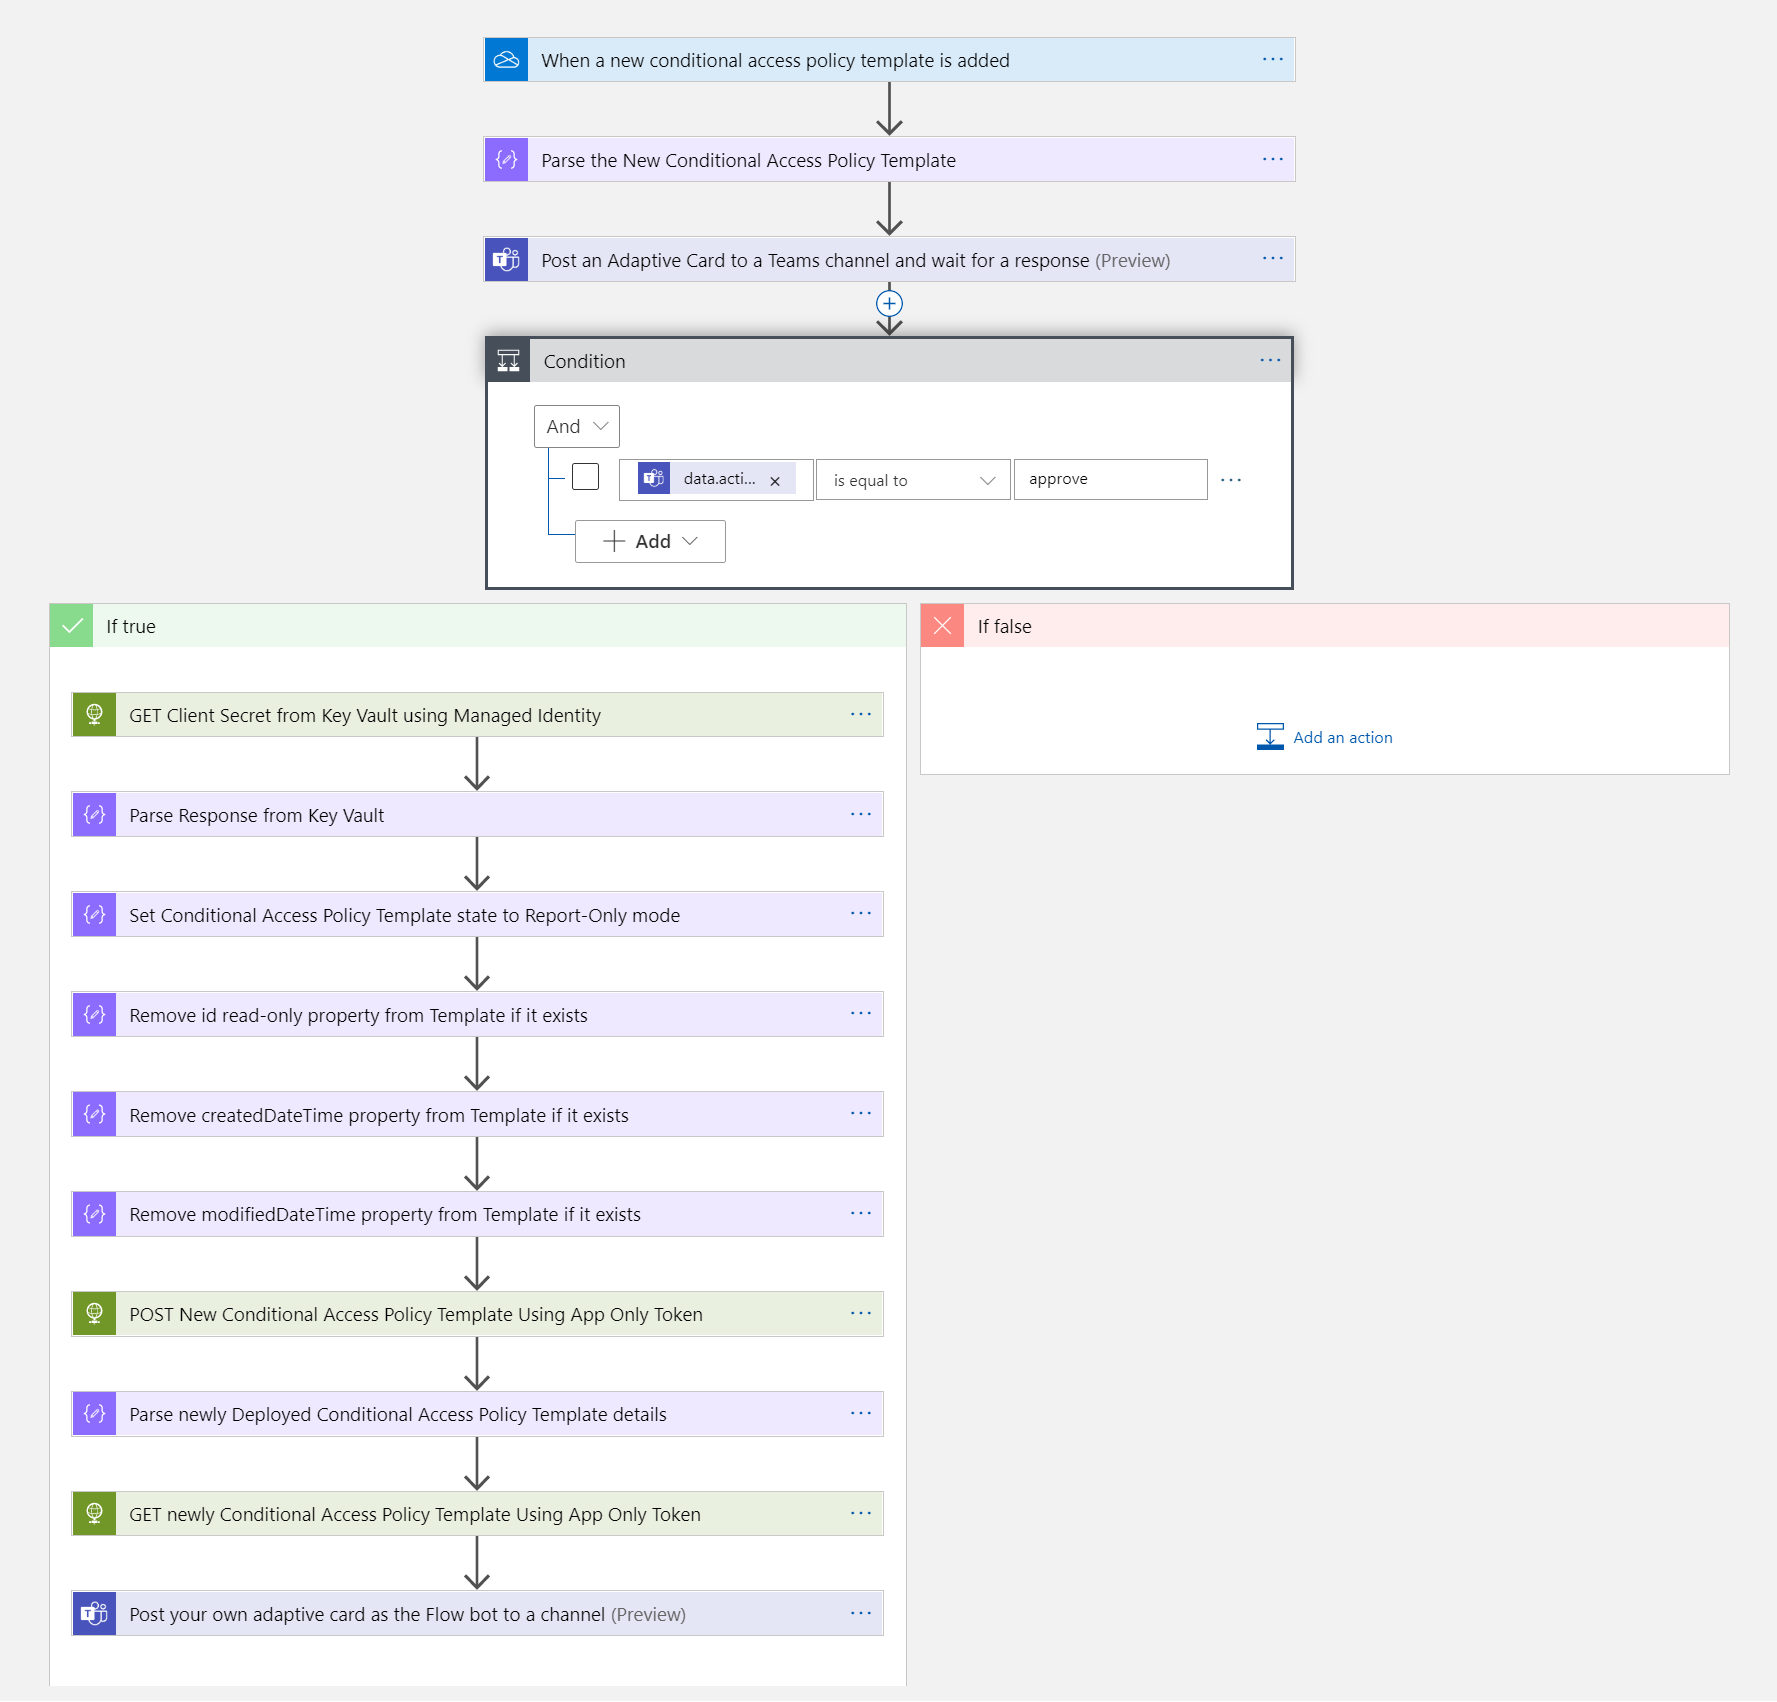 When a new conditional access policy template is added
Parse the New Conditional Access Policy Template
Post an Adaptive Card to a Teams channel and wait for a response (Preview)
Condition
And
data.acti...
is equal to
approve
Add
If true
GET Client Secret from Key Vault using Managed Identity
Parse Response from Key Vault
Set Conditional Access Policy Template state to Report-Only mode
Remove id read-only property from Template if it exists
Remove createdDateTime property from Template if it exists
Remove modifiedDateTime property from Template if it exists
POST New Conditional Access Policy Template Using App Only Token
Parse newly Deployed Conditional Access Policy Template details
GET newly Conditional Access Policy Template Using App Only Token
Post your own adaptive card as the Flow bot to a channel (Preview)
If false
Add an action